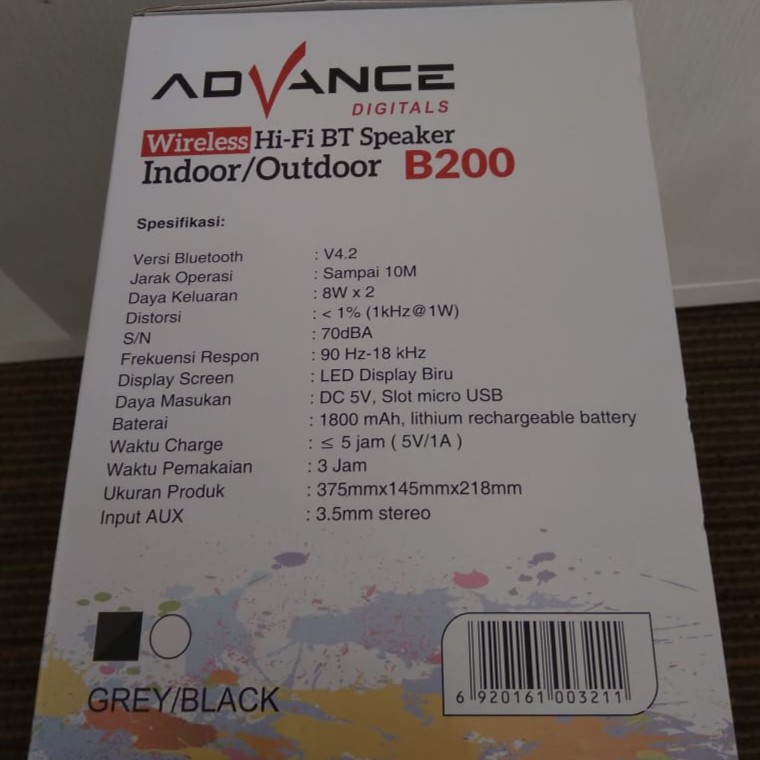 ADVANCE
DIGITALS
Wireless Hi-Fi BT Speaker
Indoor/Outdoor B200
Spesifikasi:
Versi Bluetooth : V4.2
Jarak Operasi : Sampai 10M
Daya Keluaran : 8W x 2
Distorsi : < 1% (1kHz@1W)
S/N : 70dBA
Frekuensi Respon : 90 Hz-18 kHz
Display Screen : LED Display Biru
Daya Masukan : DC 5V, Slot micro USB
Baterai : 1800 mAh, lithium rechargeable battery
Waktu Charge : ≤ 5 jam ( 5V/1A )
Waktu Pemakaian : 3 Jam
Ukuran Produk : 375mmx145mmx218mm
Input AUX : 3.5mm stereo
GREY/BLACK
6 920161 003211